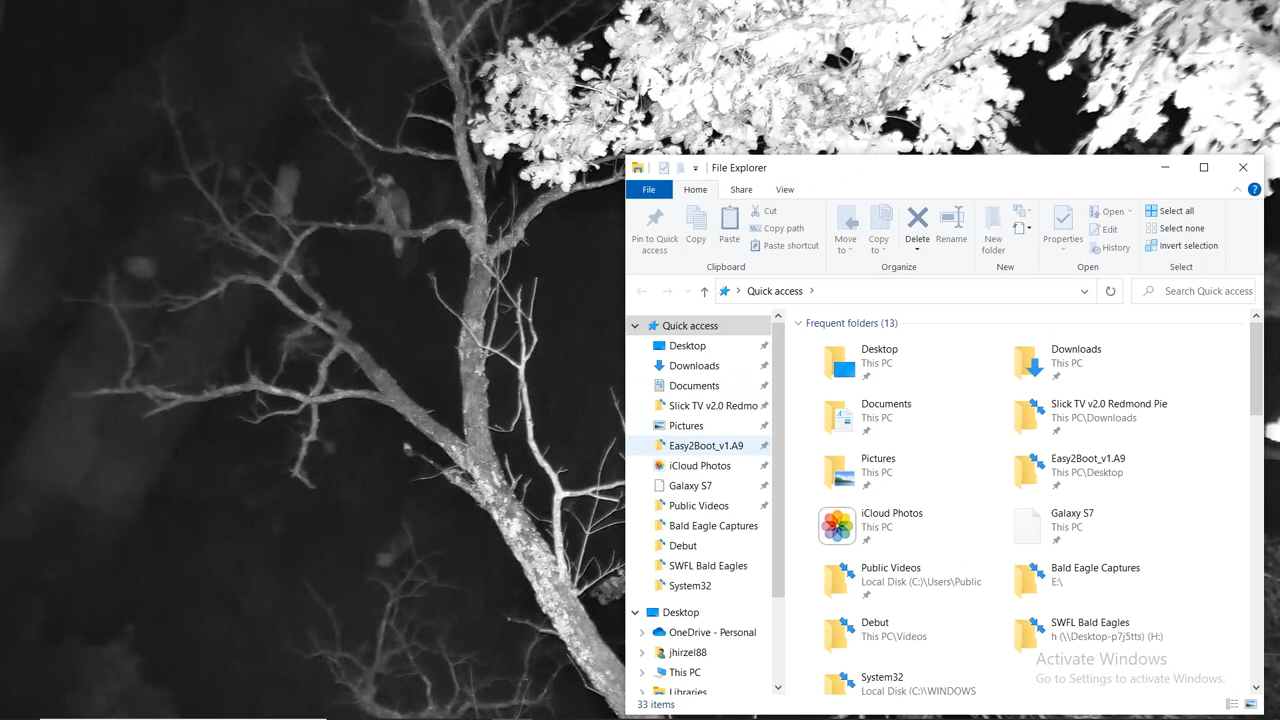 File Explorer
File
Home
Share
View
Pin to Quick access
Copy
Paste
Cut
Copy path
Paste shortcut
Clipboard
Move to
Copy to
Delete
Rename
Organize
New folder
New
Properties
Open
Edit
History
Open
Select all
Select none
Invert selection
Select
Quick access
Search Quick access
Quick access
Desktop
Downloads
Documents
Slick TV v2.0 Redmo
Pictures
Easy2Boot_v1.A9
iCloud Photos
Galaxy S7
Public Videos
Bald Eagle Captures
Debut
SWFL Bald Eagles
System32
Desktop
OneDrive - Personal
jhirzel88
This PC
Libraries
Frequent folders (13)
Desktop
This PC
Downloads
This PC
Documents
This PC
Slick TV v2.0 Redmond Pie
This PC\Downloads
Pictures
This PC
Easy2Boot_v1.A9
This PC\Desktop
iCloud Photos
This PC
Galaxy S7
This PC
Public Videos
Local Disk (C:)\Users\Public
Bald Eagle Captures
E:\
Debut
This PC\Videos
SWFL Bald Eagles
h (\\Desktop-p7j5tts) (H:)
System32
Local Disk (C:)\WINDOWS
Activate Windows
Go to Settings to activate Windows.
33 items